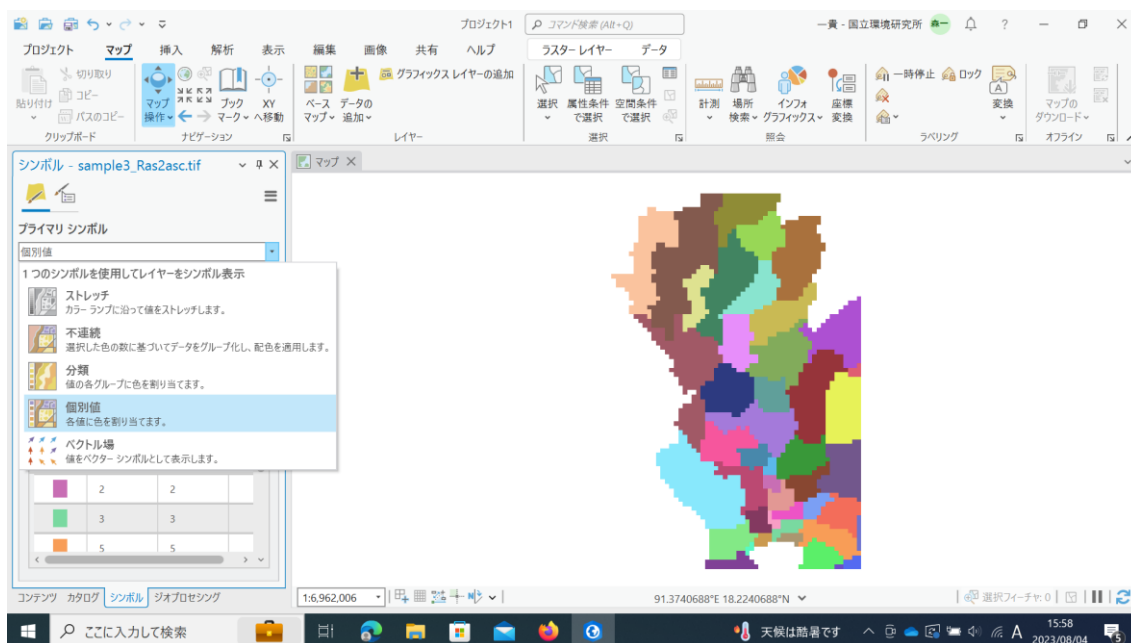 プロジェクト1
コマンド検索 (Alt+Q)
一貴 - 国立環境研究所
森一
?
プロジェクト マップ 挿入 解析 表示 編集 画像 共有 ヘルプ ラスター レイヤー データ
貼り付け
切り取り
コピー
パスのコピー
クリップボード
マップ操作
ブックマーク
XYへ移動
ナビゲーション
ベースマップ
データの追加
グラフィックス レイヤーの追加
レイヤー
選択
属性条件で選択
空間条件で選択
選択
計測
場所検索
インフォグラフィックス
座標変換
照会
一時停止
ロック
変換
ラベリング
マップのダウンロード
オフライン
シンボル - sample3_Ras2asc.tif
マップ
プライマリ シンボル
個別値
1 つのシンボルを使用してレイヤーをシンボル表示
ストレッチ
カラー ランプに沿って値をストレッチします。
不連続
選択した色の数に基づいてデータをグループ化し、配色を適用します。
分類
値の各グループに色を割り当てます。
個別値
各値に色を割り当てます。
ベクトル場
値をベクター シンボルとして表示します。
2 2
3 3
5 5
コンテンツ カタログ シンボル ジオプロセシング
1:6,962,006
91.3740688°E 18.2240688°N
選択フィーチャ: 0
ここに入力して検索
天候は酷暑です
A
15:58
2023/08/04
5